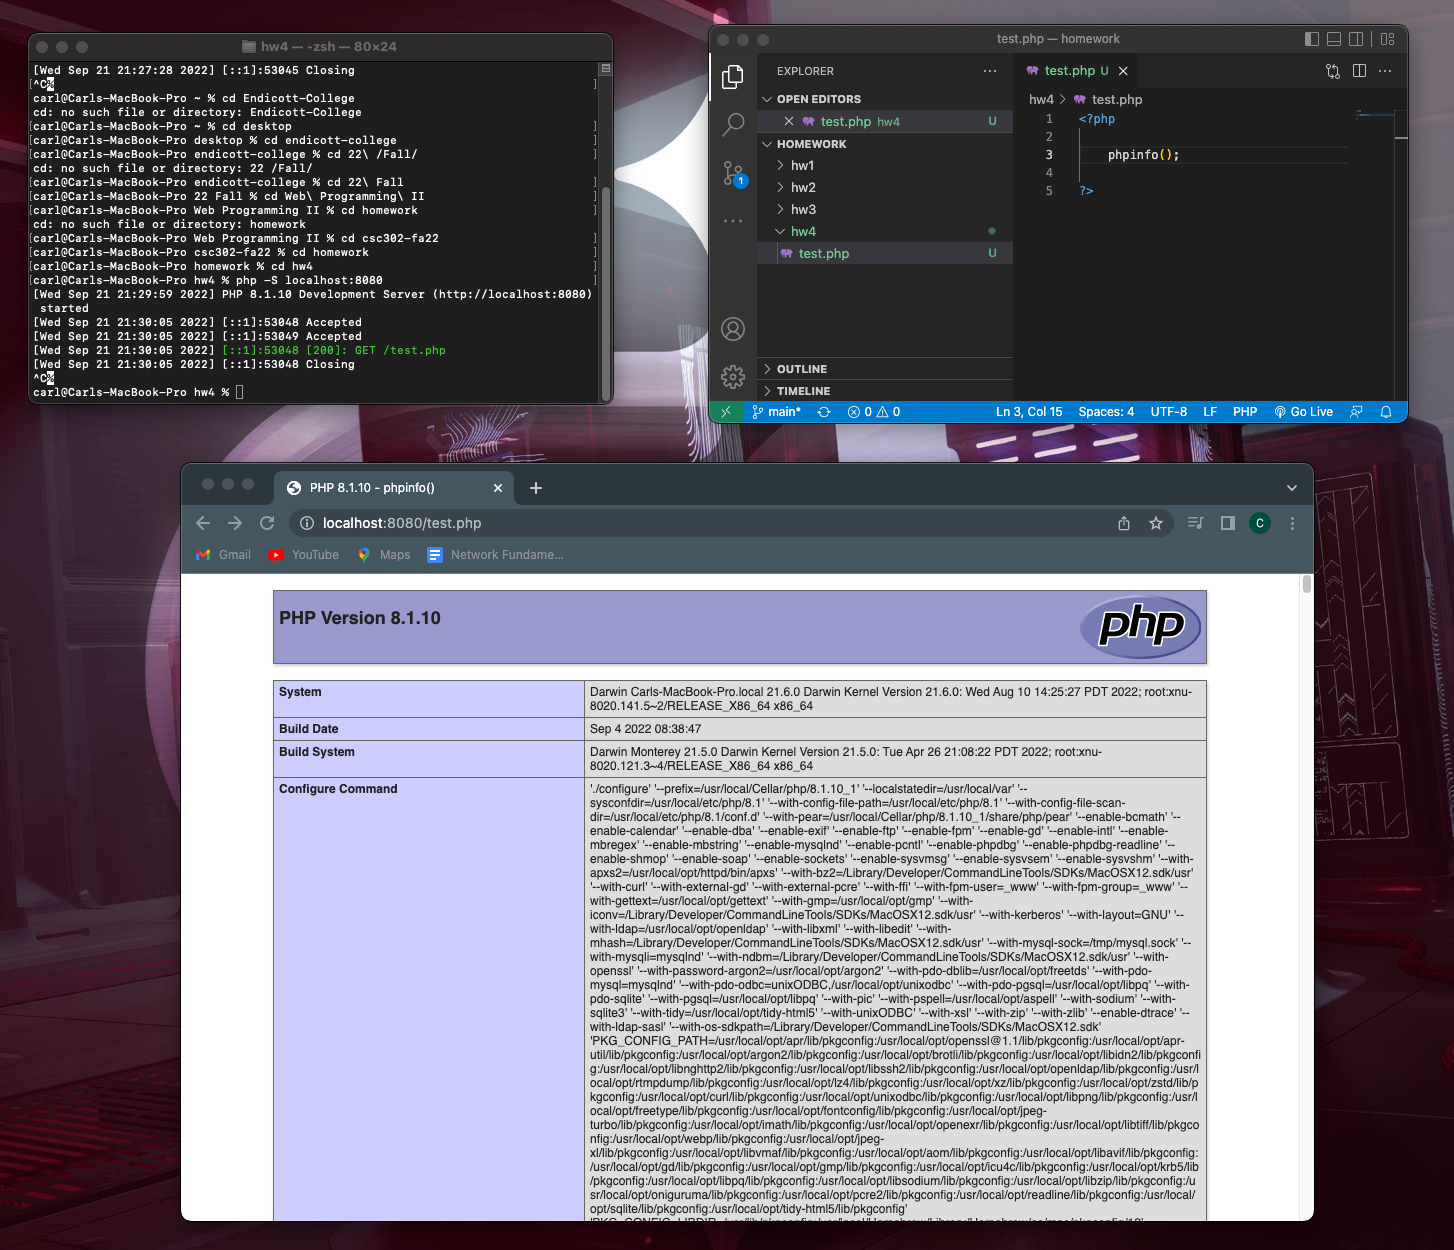 hw4 — -zsh — 80×24
[Wed Sep 21 21:27:28 2022] [::1]:53045 Closing
^C%
carl@Carls-MacBook-Pro ~ % cd Endicott-College
cd: no such file or directory: Endicott-College
carl@Carls-MacBook-Pro ~ % cd desktop
carl@Carls-MacBook-Pro desktop % cd endicott-college
carl@Carls-MacBook-Pro endicott-college % cd 22\ /Fall/
cd: no such file or directory: 22 /Fall/
carl@Carls-MacBook-Pro endicott-college % cd 22\ Fall
carl@Carls-MacBook-Pro 22 Fall % cd Web\ Programming\ II
carl@Carls-MacBook-Pro Web Programming II % cd homework
cd: no such file or directory: homework
carl@Carls-MacBook-Pro Web Programming II % cd csc302-fa22
carl@Carls-MacBook-Pro csc302-fa22 % cd homework
carl@Carls-MacBook-Pro homework % cd hw4
carl@Carls-MacBook-Pro hw4 % php -S localhost:8080
[Wed Sep 21 21:29:59 2022] PHP 8.1.10 Development Server (http://localhost:8080)
started
[Wed Sep 21 21:30:05 2022] [::1]:53048 Accepted
[Wed Sep 21 21:30:05 2022] [::1]:53049 Accepted
[Wed Sep 21 21:30:05 2022] [::1]:53048 [200]: GET /test.php
[Wed Sep 21 21:30:05 2022] [::1]:53048 Closing
^C%
carl@Carls-MacBook-Pro hw4 %
test.php — homework
EXPLORER
OPEN EDITORS
test.php hw4 U
HOMEWORK
hw1
hw2
hw3
hw4
test.php U
1
OUTLINE
TIMELINE
test.php U
hw4 > test.php
1 <?php
2
3 phpinfo();
4
5 ?>
main* 0 0 Ln 3, Col 15 Spaces: 4 UTF-8 LF PHP Go Live
PHP 8.1.10 - phpinfo()
localhost:8080/test.php
C
Gmail YouTube Maps Network Fundame...
PHP Version 8.1.10
php
System
Darwin Carls-MacBook-Pro.local 21.6.0 Darwin Kernel Version 21.6.0: Wed Aug 10 14:25:27 PDT 2022; root:xnu-
8020.141.5~2/RELEASE_X86_64 x86_64
Build Date
Sep 4 2022 08:38:47
Build System
Darwin Monterey 21.5.0 Darwin Kernel Version 21.5.0: Tue Apr 26 21:08:22 PDT 2022; root:xnu-
8020.121.3~4/RELEASE_X86_64 x86_64
Configure Command
'./configure' '--prefix=/usr/local/Cellar/php/8.1.10_1' '--localstatedir=/usr/local/var' '--
sysconfdir=/usr/local/etc/php/8.1' '--with-config-file-path=/usr/local/etc/php/8.1' '--with-config-file-scan-
dir=/usr/local/etc/php/8.1/conf.d' '--with-pear=/usr/local/Cellar/php/8.1.10_1/share/php/pear' '--enable-bcmath' '--
enable-calendar' '--enable-dba' '--enable-exif' '--enable-ftp' '--enable-fpm' '--enable-gd' '--enable-intl' '--enable-
mbregex' '--enable-mbstring' '--enable-mysqlnd' '--enable-pcntl' '--enable-phpdbg' '--enable-phpdbg-readline' '--
enable-shmop' '--enable-soap' '--enable-sockets' '--enable-sysvmsg' '--enable-sysvsem' '--enable-sysvshm' '--with-
apxs2=/usr/local/opt/httpd/bin/apxs' '--with-bz2=/Library/Developer/CommandLineTools/SDKs/MacOSX12.sdk/usr'
'--with-curl' '--with-external-gd' '--with-external-pcre' '--with-ffi' '--with-fpm-user=_www' '--with-fpm-group=_www' '--
with-gettext=/usr/local/opt/gettext' '--with-gmp=/usr/local/opt/gmp' '--with-
iconv=/Library/Developer/CommandLineTools/SDKs/MacOSX12.sdk/usr' '--with-kerberos' '--with-layout=GNU' '--
with-ldap=/usr/local/opt/openldap' '--with-libxml' '--with-libedit' '--with-
mhash=/Library/Developer/CommandLineTools/SDKs/MacOSX12.sdk/usr' '--with-mysql-sock=/tmp/mysql.sock' '--
with-mysqli=mysqlnd' '--with-ndbm=/Library/Developer/CommandLineTools/SDKs/MacOSX12.sdk/usr' '--with-
openssl' '--with-password-argon2=/usr/local/opt/argon2' '--with-pdo-dblib=/usr/local/opt/freetds' '--with-pdo-
mysql=mysqlnd' '--with-pdo-odbc=unixODBC,/usr/local/opt/unixodbc' '--with-pdo-pgsql=/usr/local/opt/libpq' '--with-
pdo-sqlite' '--with-pgsql=/usr/local/opt/libpq' '--with-pic' '--with-pspell=/usr/local/opt/aspell' '--with-sodium' '--with-
sqlite3' '--with-tidy=/usr/local/opt/tidy-html5' '--with-unixODBC' '--with-xsl' '--with-zip' '--with-zlib' '--enable-dtrace' '--
with-ldap-sasl' '--with-os-sdkpath=/Library/Developer/CommandLineTools/SDKs/MacOSX12.sdk'
'PKG_CONFIG_PATH=/usr/local/opt/apr/lib/pkgconfig:/usr/local/opt/openssl@1.1/lib/pkgconfig:/usr/local/opt/apr-
util/lib/pkgconfig:/usr/local/opt/argon2/lib/pkgconfig:/usr/local/opt/brotli/lib/pkgconfig:/usr/local/opt/libidn2/lib/pkgconfig
:/usr/local/opt/libnghttp2/lib/pkgconfig:/usr/local/opt/libssh2/lib/pkgconfig:/usr/local/opt/openldap/lib/pkgconfig:/usr/l
ocal/opt/rtmpdump/lib/pkgconfig:/usr/local/opt/lz4/lib/pkgconfig:/usr/local/opt/xz/lib/pkgconfig:/usr/local/opt/zstd/lib/p
kgconfig:/usr/local/opt/curl/lib/pkgconfig:/usr/local/opt/unixodbc/lib/pkgconfig:/usr/local/opt/libpng/lib/pkgconfig:/usr/l
ocal/opt/freetype/lib/pkgconfig:/usr/local/opt/fontconfig/lib/pkgconfig:/usr/local/opt/jpeg-
turbo/lib/pkgconfig:/usr/local/opt/imath/lib/pkgconfig:/usr/local/opt/openexr/lib/pkgconfig:/usr/local/opt/libtiff/lib/pkgco
nfig:/usr/local/opt/webp/lib/pkgconfig:/usr/local/opt/jpeg-
xl/lib/pkgconfig:/usr/local/opt/libvmaf/lib/pkgconfig:/usr/local/opt/aom/lib/pkgconfig:/usr/local/opt/libavif/lib/pkgconfig:
/usr/local/opt/gd/lib/pkgconfig:/usr/local/opt/gmp/lib/pkgconfig:/usr/local/opt/icu4c/lib/pkgconfig:/usr/local/opt/krb5/lib
/pkgconfig:/usr/local/opt/libpq/lib/pkgconfig:/usr/local/opt/libsodium/lib/pkgconfig:/usr/local/opt/libzip/lib/pkgconfig:/u
sr/local/opt/oniguruma/lib/pkgconfig:/usr/local/opt/pcre2/lib/pkgconfig:/usr/local/opt/readline/lib/pkgconfig:/usr/local/
opt/sqlite/lib/pkgconfig:/usr/local/opt/tidy-html5/lib/pkgconfig'